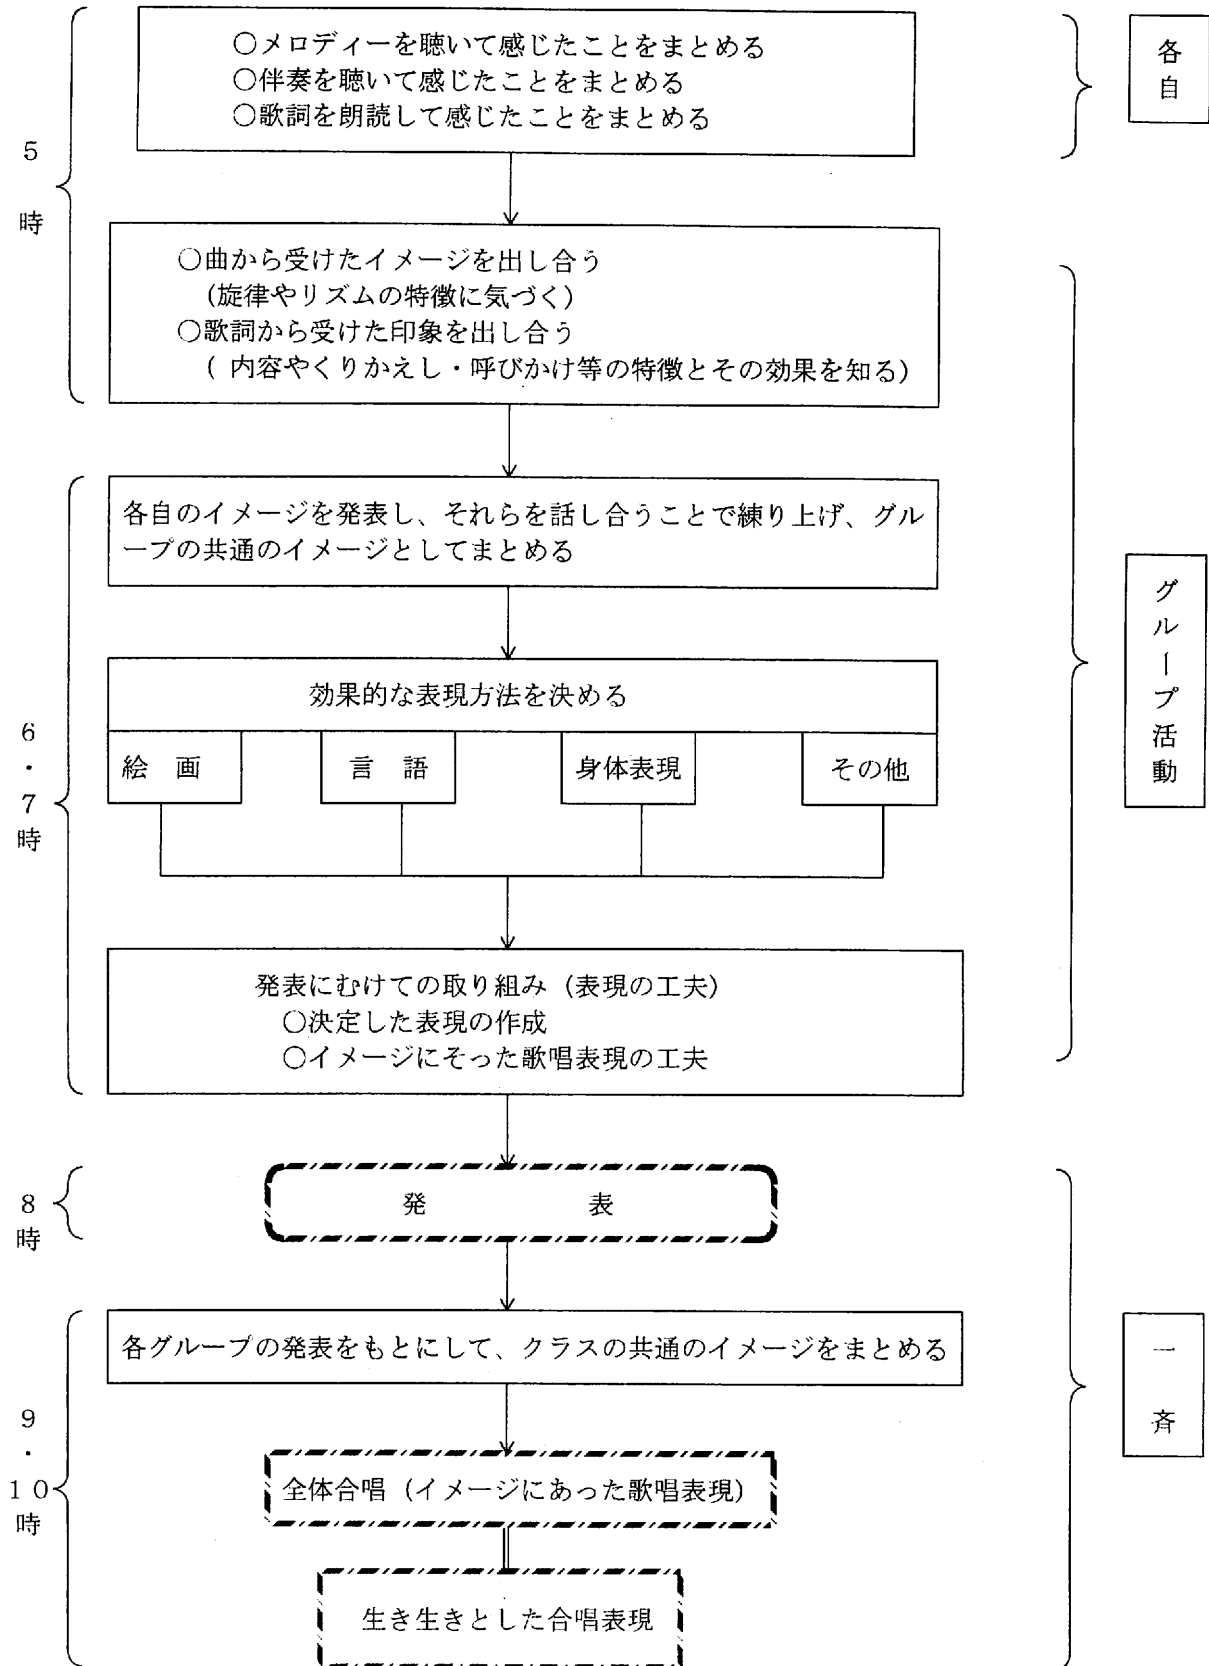 ○メロディーを聴いて感じたことをまとめる
○伴奏を聴いて感じたことをまとめる
○歌詞を朗読して感じたことをまとめる
各自
5時
○曲から受けたイメージを出し合う
(旋律やリズムの特徴に気づく)
○歌詞から受けた印象を出し合う
( 内容やくりかえし・呼びかけ等の特徴とその効果を知る)
各自のイメージを発表し、それらを話し合うことで練り上げ、グル
ープの共通のイメージとしてまとめる
グループ活動
効果的な表現方法を決める
6・7時
絵 画
言 語
身体表現
その他
発表にむけての取り組み (表現の工夫)
○決定した表現の作成
○イメージにそった歌唱表現の工夫
8時
発 表
各グループの発表をもとにして、クラスの共通のイメージをまとめる
一斉
9・10時
全体合唱 (イメージにあった歌唱表現)
生き生きとした合唱表現